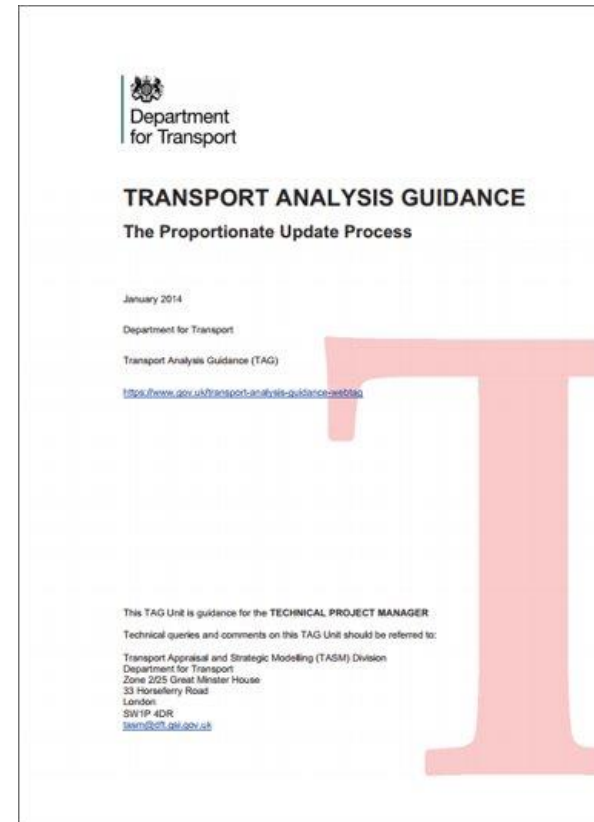 Department
for Transport
TRANSPORT ANALYSIS GUIDANCE
The Proportionate Update Process
January 2014
Department for Transport
Transport Analysis Guidance (TAG)
https://www.gov.uk/transport-analysis-guidance-webtag
This TAG Unit is guidance for the TECHNICAL PROJECT MANAGER
Technical queries and comments on this TAG Unit should be referred to:
Transport Appraisal and Strategic Modelling (TASM) Division
Department for Transport
Zone 2/25 Great Minster House
33 Horseferry Road
London
SW1P 4DR
tasm@dft.gsi.gov.uk
T